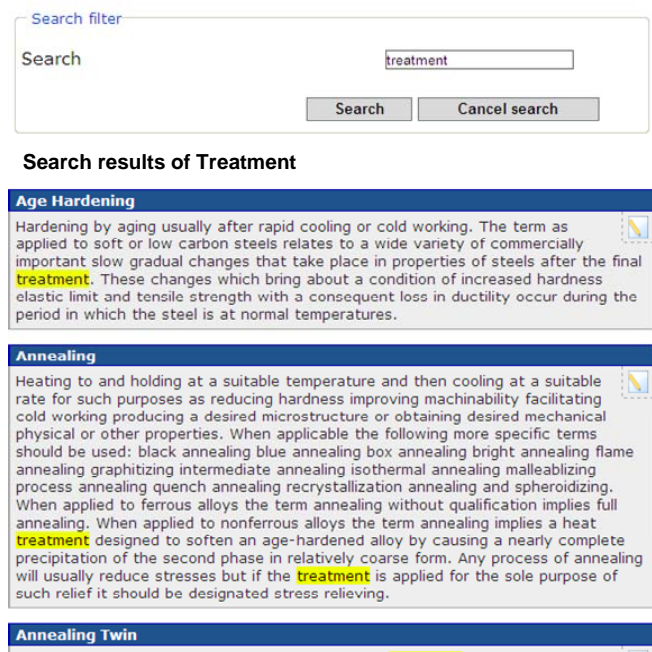 Search filter
Search
treatment
Search Cancel search
Search results of Treatment
Age Hardening
Hardening by aging usually after rapid cooling or cold working. The term as
applied to soft or low carbon steels relates to a wide variety of commercially
important slow gradual changes that take place in properties of steels after the final
treatment. These changes which bring about a condition of increased hardness
elastic limit and tensile strength with a consequent loss in ductility occur during the
period in which the steel is at normal temperatures.
Annealing
Heating to and holding at a suitable temperature and then cooling at a suitable
rate for such purposes as reducing hardness improving machinability facilitating
cold working producing a desired microstructure or obtaining desired mechanical
physical or other properties. When applicable the following more specific terms
should be used: black annealing blue annealing box annealing bright annealing flame
annealing graphitizing intermediate annealing isothermal annealing malleablizing
process annealing quench annealing recrystallization annealing and spheroidizing.
When applied to ferrous alloys the term annealing without qualification implies full
annealing. When applied to nonferrous alloys the term annealing implies a heat
treatment designed to soften an age-hardened alloy by causing a nearly complete
precipitation of the second phase in relatively coarse form. Any process of annealing
will usually reduce stresses but if the treatment is applied for the sole purpose of
such relief it should be designated stress relieving.
Annealing Twin